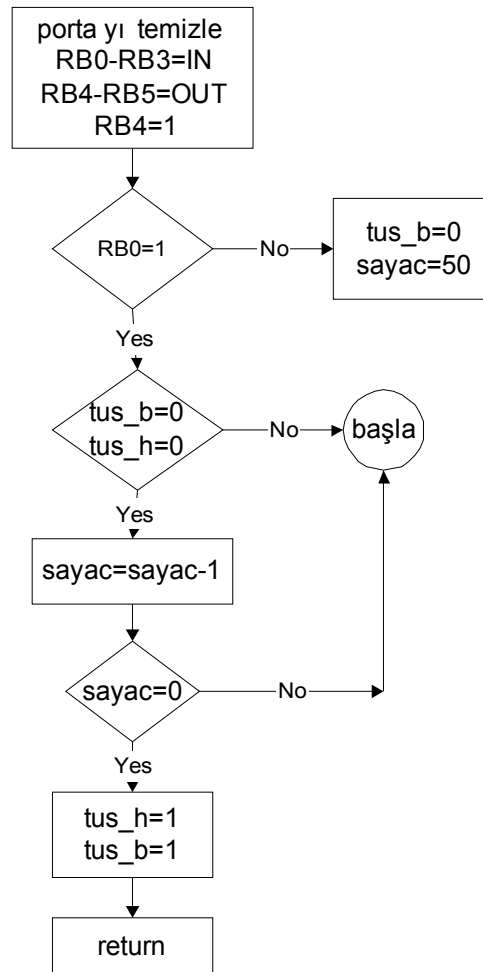 porta yı temizle
RB0-RB3=IN
RB4-RB5=OUT
RB4=1
RB0=1
No
tus_b=0
sayac=50
Yes
tus_b=0
tus_h=0
No
başla
Yes
sayac=sayac-1
sayac=0
No
Yes
tus_h=1
tus_b=1
return